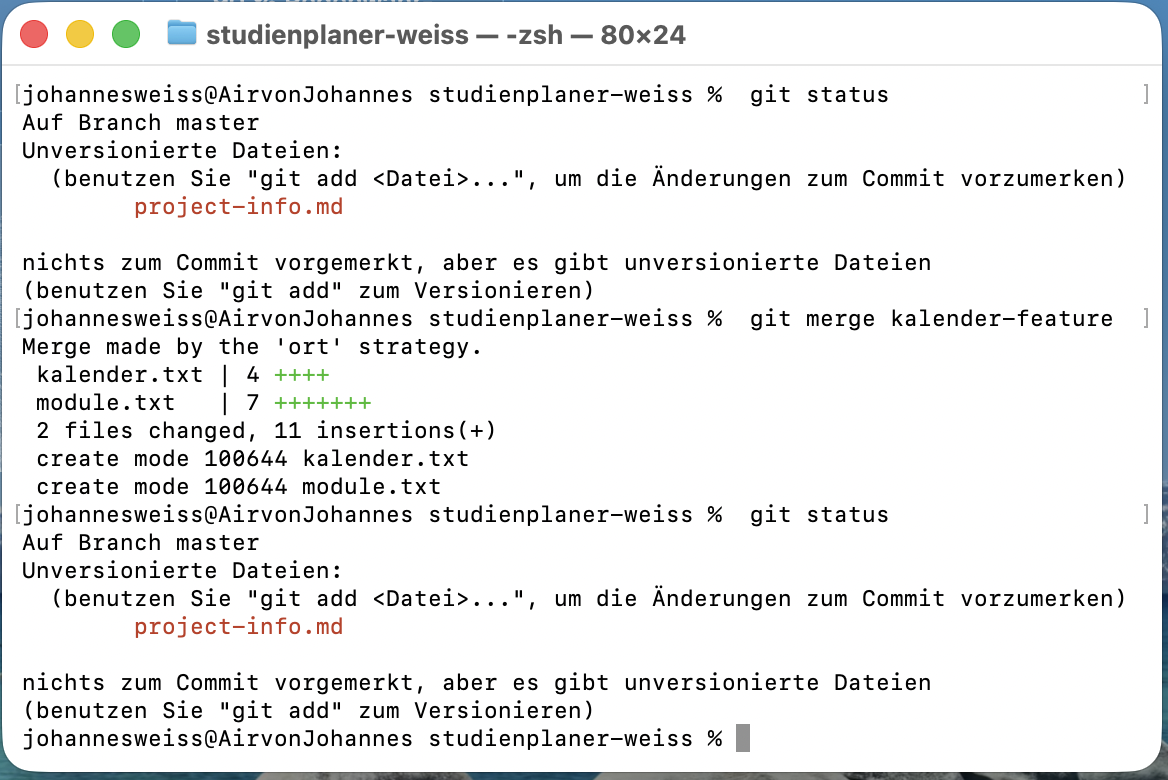 studienplaner-weiss — -zsh — 80×24
[johannesweiss@AirvonJohannes studienplaner-weiss %  git status ]
Auf Branch master
Unversionierte Dateien:
  (benutzen Sie "git add <Datei>...", um die Änderungen zum Commit vorzumerken)
        project-info.md

nichts zum Commit vorgemerkt, aber es gibt unversionierte Dateien
(benutzen Sie "git add" zum Versionieren)
[johannesweiss@AirvonJohannes studienplaner-weiss %  git merge kalender-feature ]
Merge made by the 'ort' strategy.
 kalender.txt | 4 ++++
 module.txt   | 7 +++++++
 2 files changed, 11 insertions(+)
 create mode 100644 kalender.txt
 create mode 100644 module.txt
[johannesweiss@AirvonJohannes studienplaner-weiss %  git status ]
Auf Branch master
Unversionierte Dateien:
  (benutzen Sie "git add <Datei>...", um die Änderungen zum Commit vorzumerken)
        project-info.md

nichts zum Commit vorgemerkt, aber es gibt unversionierte Dateien
(benutzen Sie "git add" zum Versionieren)
johannesweiss@AirvonJohannes studienplaner-weiss %